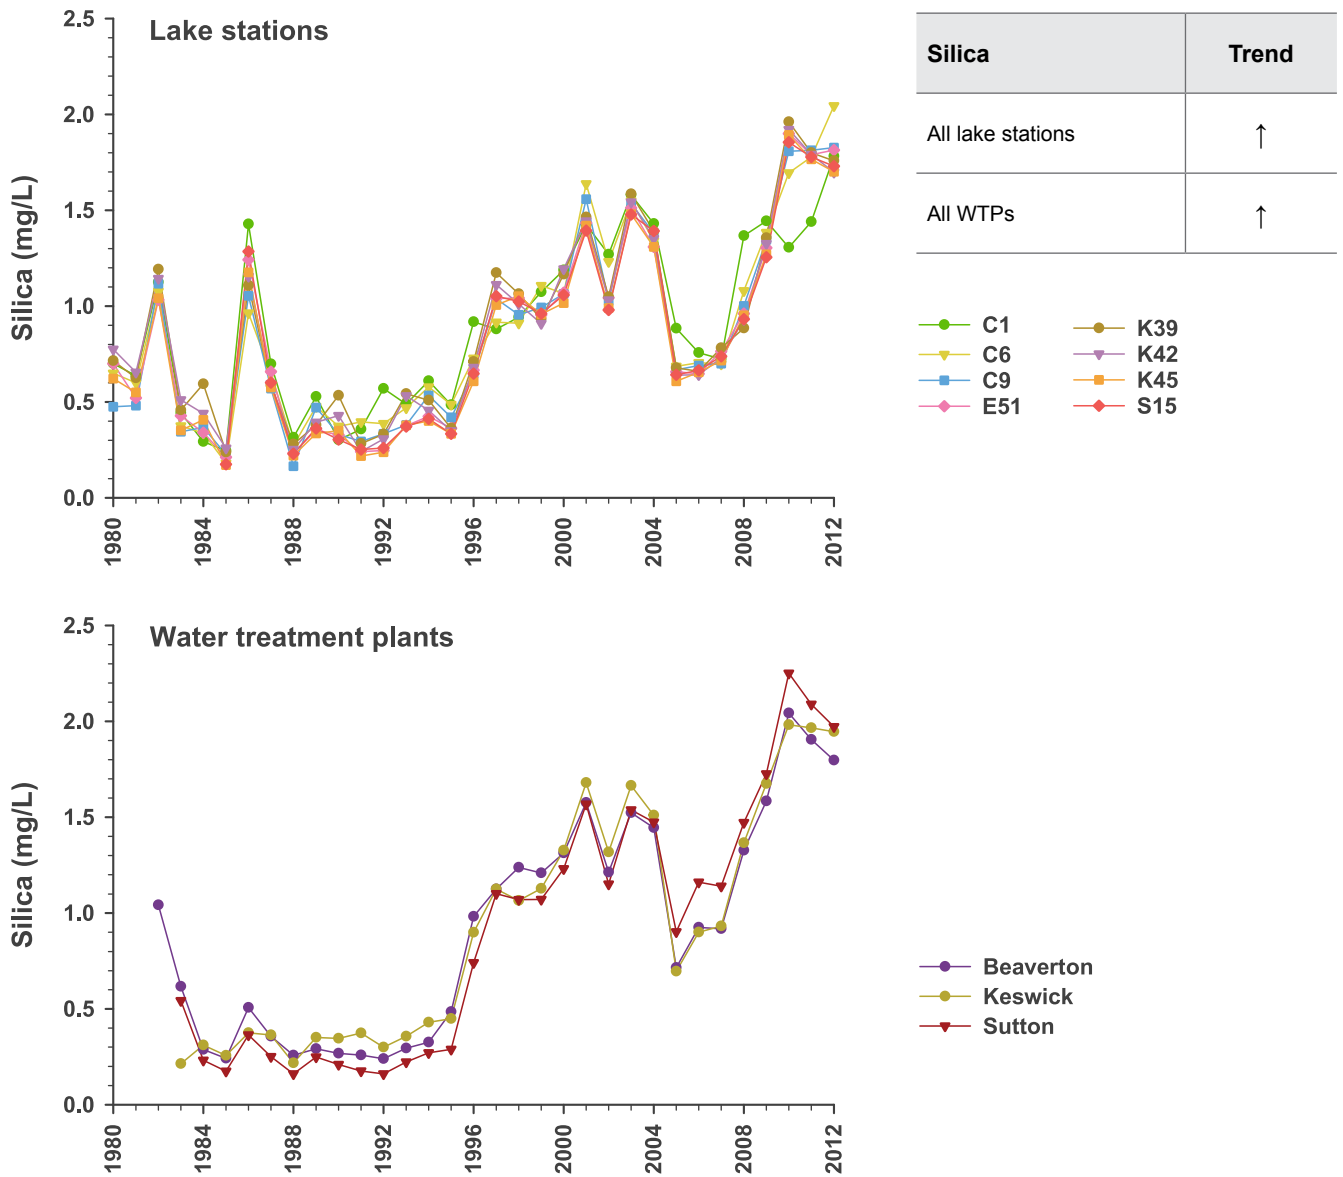 Lake stations
Silica (mg/L)
2.5
2.0
1.5
1.0
0.5
0.0
1980
1984
1988
1992
1996
2000
2004
2008
2012
Silica Trend
All lake stations ↑
All WTPs ↑
C1 K39
C6 K42
C9 K45
E51 S15
Water treatment plants
Silica (mg/L)
2.5
2.0
1.5
1.0
0.5
0.0
1980
1984
1988
1992
1996
2000
2004
2008
2012
Beaverton
Keswick
Sutton